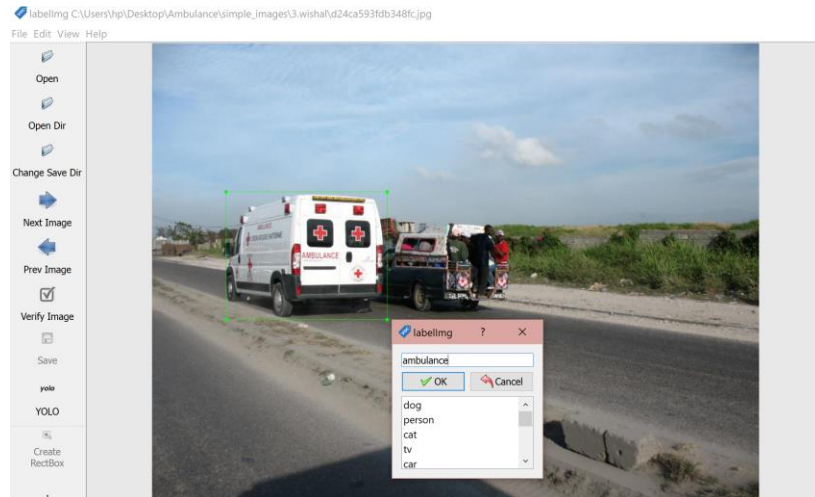 labelImg C:\Users\hp\Desktop\Ambulance\simple_images\3.wishal\d24ca593fdb348fc.jpg
File Edit View Help
Open
Open Dir
Change Save Dir
Next Image
Prev Image
Verify Image
Save
yolo
YOLO
Create
RectBox
AMBULANCE
AMBULANCE
labelImg ? X
ambulance
OK Cancel
dog
person
cat
tv
car